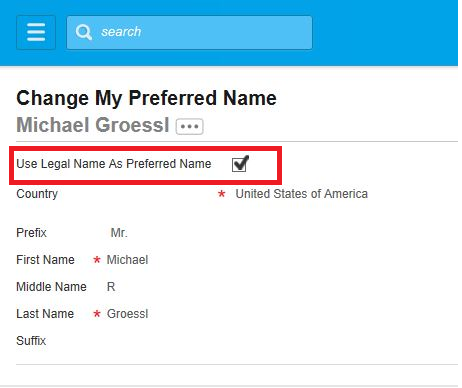 search
Change My Preferred Name
Michael Groessl
Use Legal Name As Preferred Name
Country * United States of America
Prefix Mr.
First Name * Michael
Middle Name R
Last Name * Groessl
Suffix